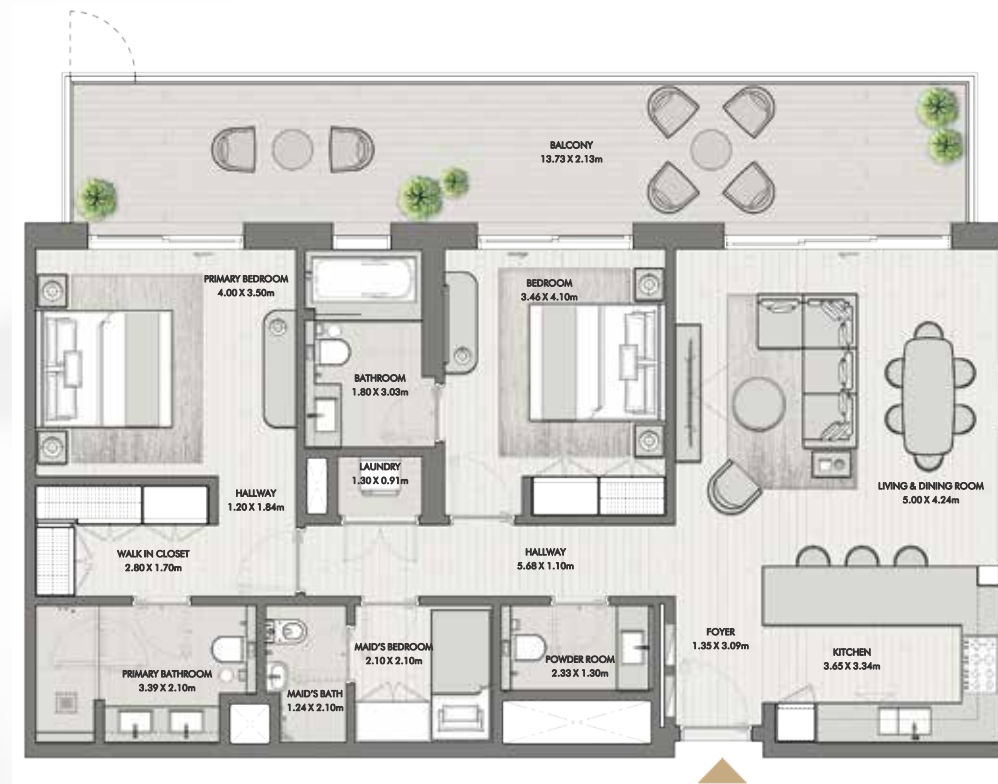 BALCONY
13.73 X 2.13m
PRIMARY BEDROOM
4.00 X 3.50m
BEDROOM
3.46 X 4.10m
BATHROOM
1.80 X 3.03m
LAUNDRY
1.30 X 0.91m
HALLWAY
1.20 X 1.84m
LIVING & DINING ROOM
5.00 X 4.24m
WALK IN CLOSET
2.80 X 1.70m
HALLWAY
5.68 X 1.10m
FOYER
1.35 X 3.09m
KITCHEN
3.65 X 3.34m
PRIMARY BATHROOM
3.39 X 2.10m
MAID'S BEDROOM
2.10 X 2.10m
MAID'S BATH
1.24 X 2.10m
POWDER ROOM
2.33 X 1.30m